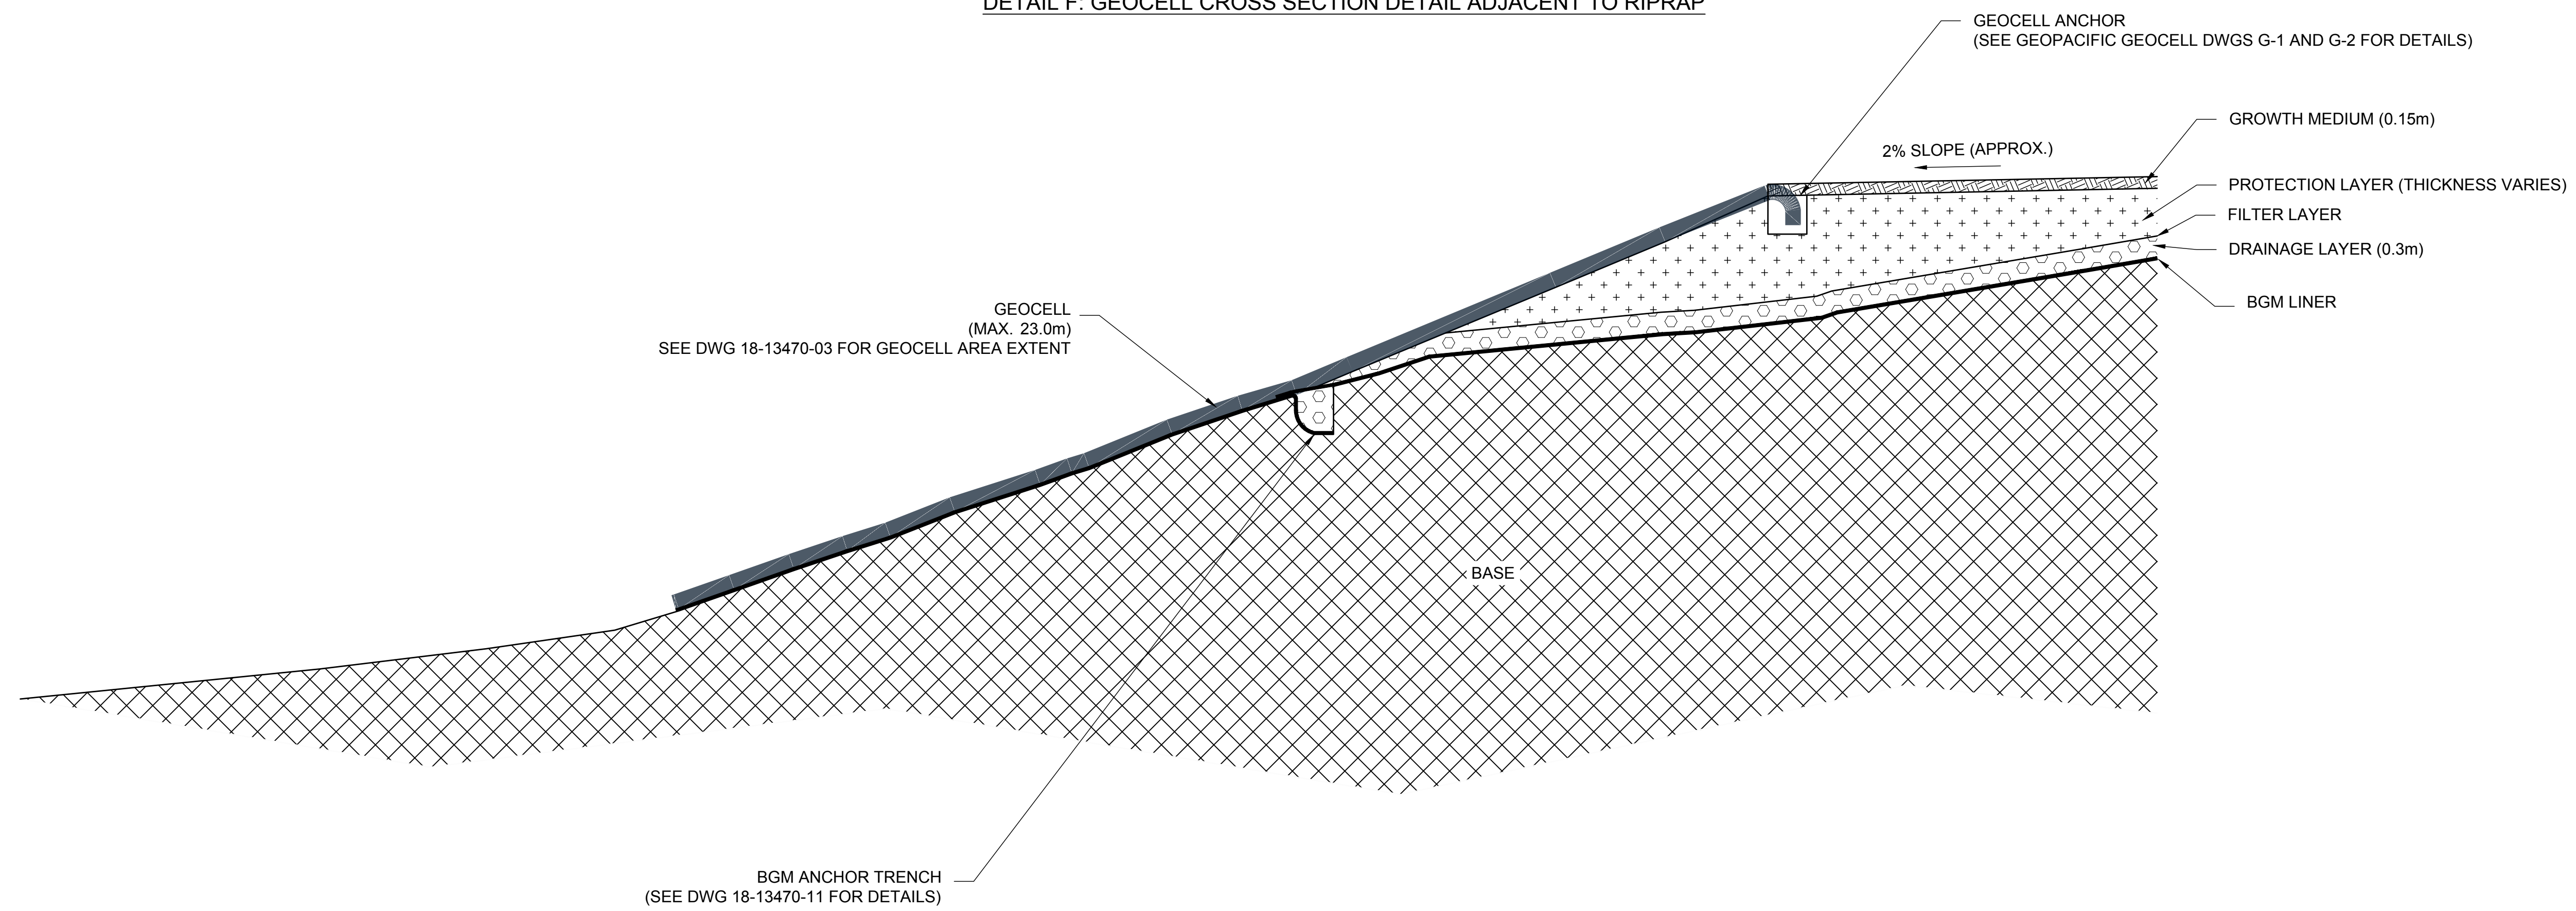 DETAIL F: GEOCELL CROSS SECTION DETAIL ADJACENT TO RIPRAP
GEOCELL ANCHOR
(SEE GEOPACIFIC GEOCELL DWGS G-1 AND G-2 FOR DETAILS)
GROWTH MEDIUM (0.15m)
2% SLOPE (APPROX.)
PROTECTION LAYER (THICKNESS VARIES)
FILTER LAYER
DRAINAGE LAYER (0.3m)
BGM LINER
GEOCELL
(MAX. 23.0m)
SEE DWG 18-13470-03 FOR GEOCELL AREA EXTENT
BASE
BGM ANCHOR TRENCH
(SEE DWG 18-13470-11 FOR DETAILS)